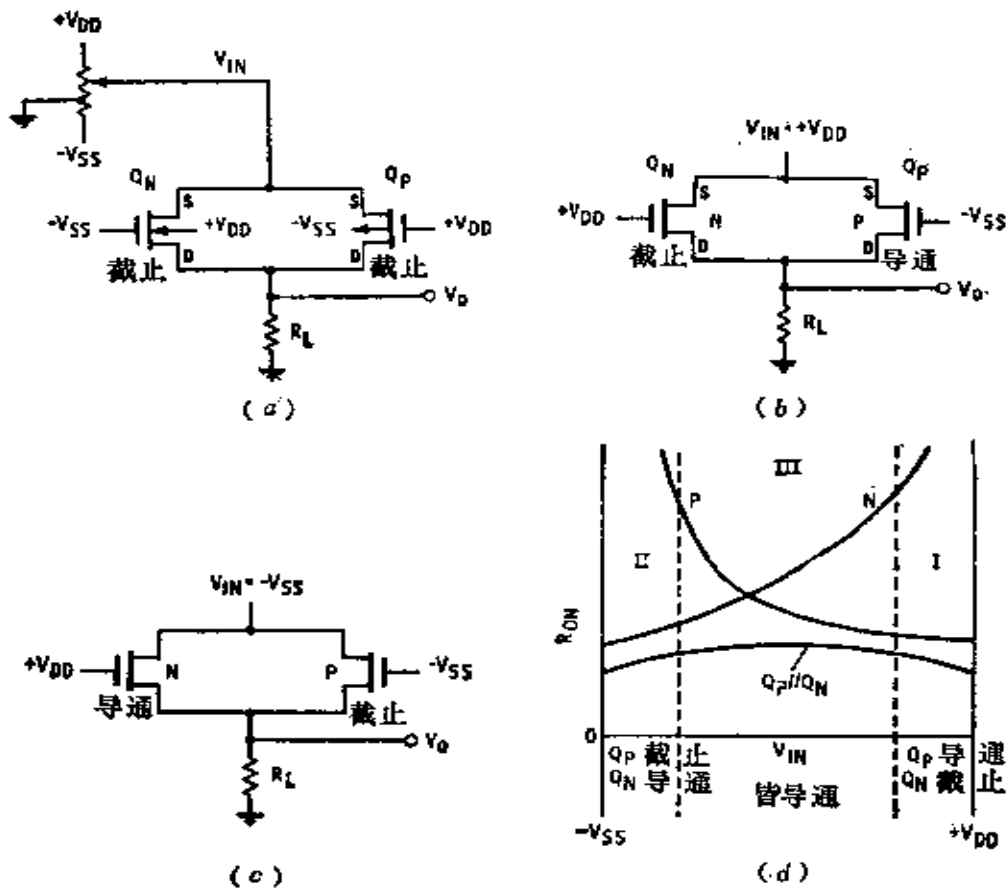 +VDD
VIN
-VSS
QN
QP
S
S
-VSS
+VDD
-VSS
+VDD
D
D
截止
截止
VO
RL
(a)
VIN=+VDD
QN
QP
S
S
+VDD
N
P
-VSS
D
D
截止
导通
VO
RL
(b)
VIN=-VSS
+VDD
N
P
-VSS
导通
截止
VO
RL
(c)
III
P
N
II
I
RON
QP//QN
0
VIN
QP 截止
QN 导通
皆导通
QP 导通
QN 截止
-VSS
+VDD
(d)